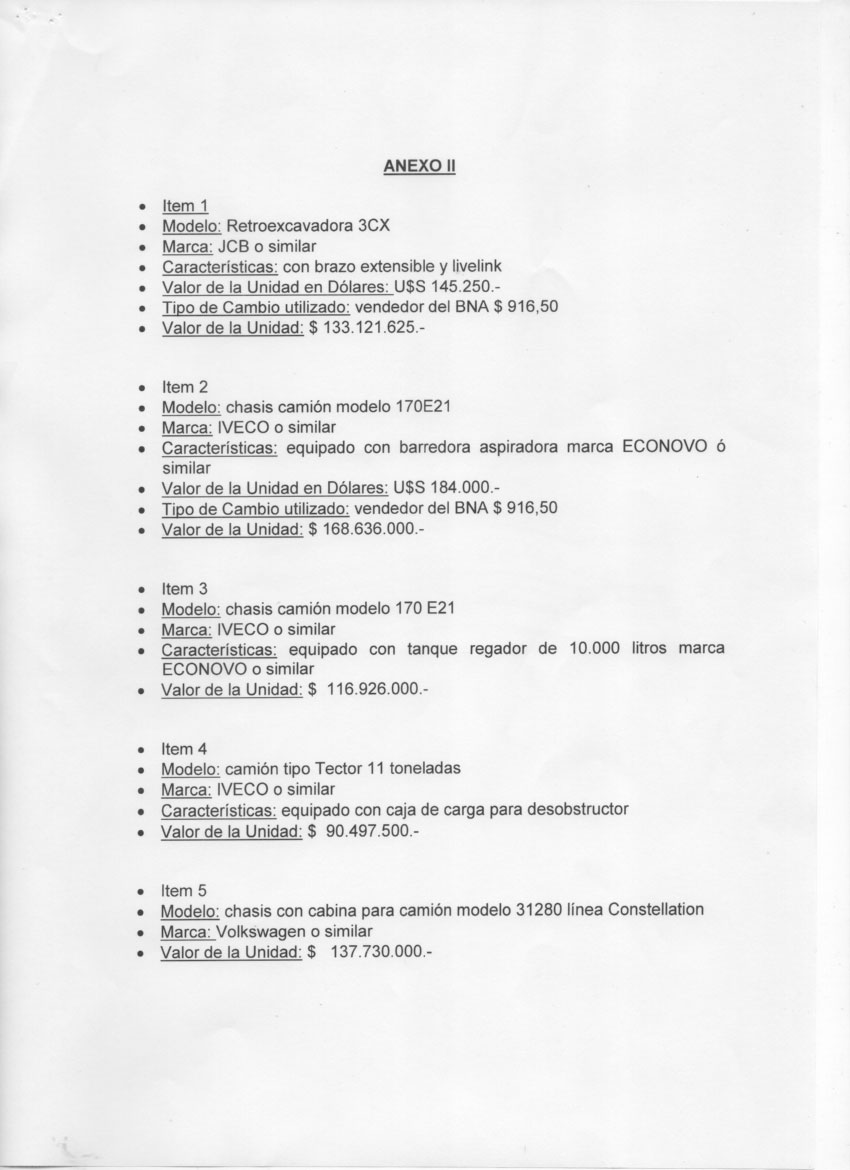 ANEXO II
• Item 1
• Modelo: Retroexcavadora 3CX
• Marca: JCB o similar
• Características: con brazo extensible y livelink
• Valor de la Unidad en Dólares: U$S 145.250.-
• Tipo de Cambio utilizado: vendedor del BNA $ 916,50
• Valor de la Unidad: $ 133.121.625.-
• Item 2
• Modelo: chasis camión modelo 170E21
• Marca: IVECO o similar
• Características: equipado con barredora aspiradora marca ECONOVO ó
similar
• Valor de la Unidad en Dólares: U$S 184.000.-
• Tipo de Cambio utilizado: vendedor del BNA $ 916,50
• Valor de la Unidad: $ 168.636.000.-
• Item 3
• Modelo: chasis camión modelo 170 E21
• Marca: IVECO o similar
• Características: equipado con tanque regador de 10.000 litros marca
ECONOVO o similar
• Valor de la Unidad: $ 116.926.000.-
• Item 4
• Modelo: camión tipo Tector 11 toneladas
• Marca: IVECO o similar
• Características: equipado con caja de carga para desobstructor
• Valor de la Unidad: $ 90.497.500.-
• Item 5
• Modelo: chasis con cabina para camión modelo 31280 línea Constellation
• Marca: Volkswagen o similar
• Valor de la Unidad: $ 137.730.000.-